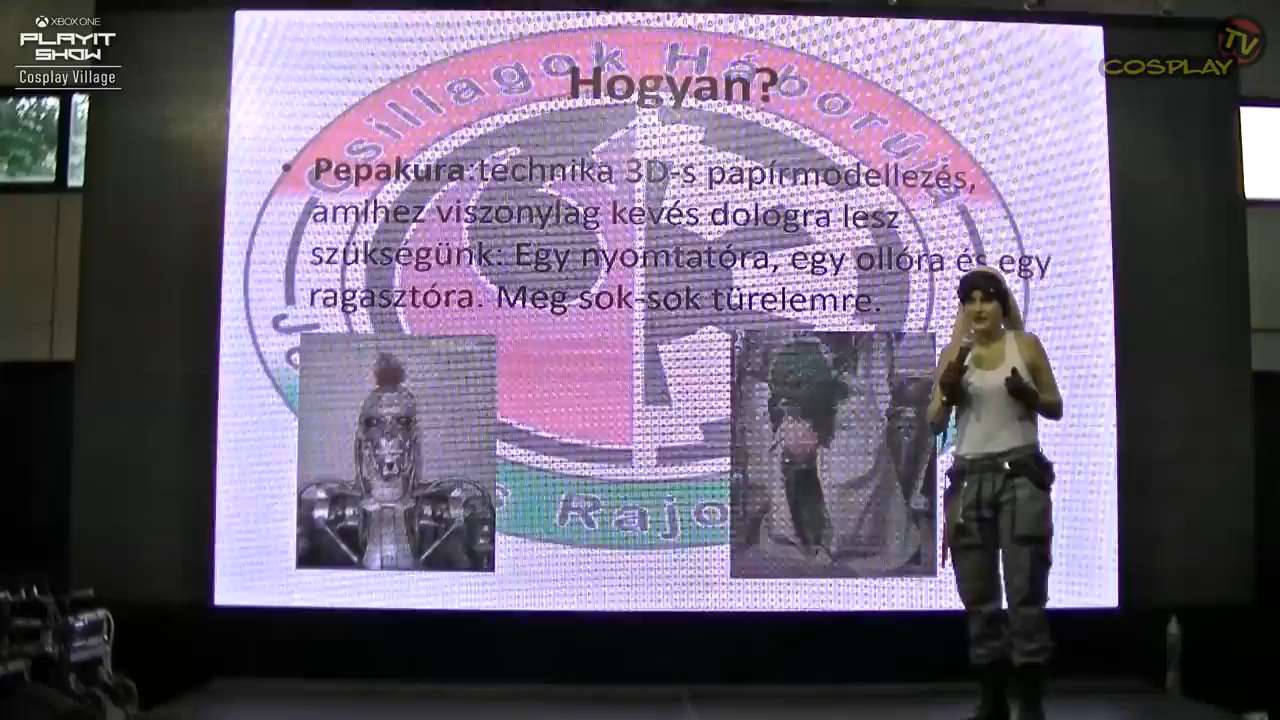 XBOX ONE
PLAYIT
SHOW
Cosplay Village
TV
COSPLAY
Csillagok Háborúja
Hogyan?
• Pepakura:technika 3D-s papírmodellezés,
amihez viszonylag kevés dologra lesz
szükségünk: Egy nyomtatóra, egy ollóra és egy
ragasztóra. Meg sok-sok türelemre.
Rajo